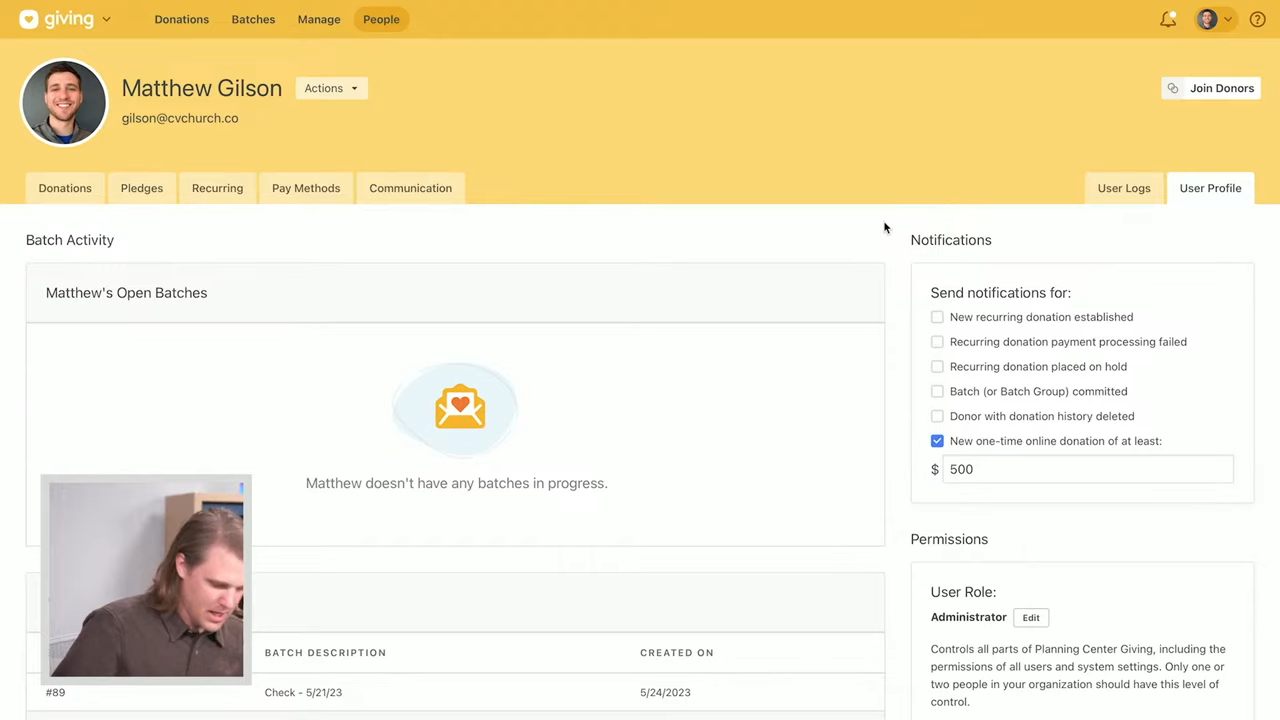 giving
Donations
Batches
Manage
People
Matthew Gilson
Actions
gilson@cvchurch.co
Join Donors
Donations
Pledges
Recurring
Pay Methods
Communication
User Logs
User Profile
Batch Activity
Matthew's Open Batches
Matthew doesn't have any batches in progress.
BATCH DESCRIPTION
CREATED ON
#89
Check - 5/21/23
5/24/2023
Notifications
Send notifications for:
New recurring donation established
Recurring donation payment processing failed
Recurring donation placed on hold
Batch (or Batch Group) committed
Donor with donation history deleted
New one-time online donation of at least:
$ 500
Permissions
User Role:
Administrator
Edit
Controls all parts of Planning Center Giving, including the
permissions of all users and system settings. Only one or
two people in your organization should have this level of
control.